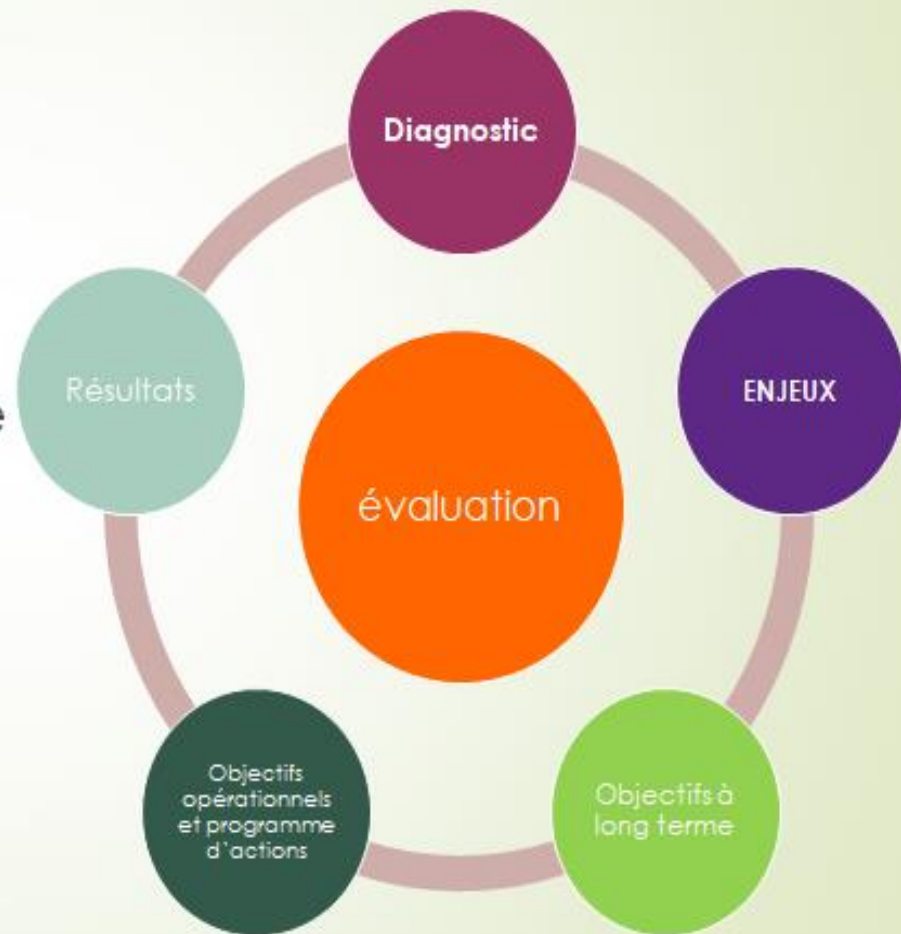 Diagnostic
ENJEUX
Objectifs à
long terme
Objectifs
opérationnels
et programme
d'actions
Résultats
évaluation